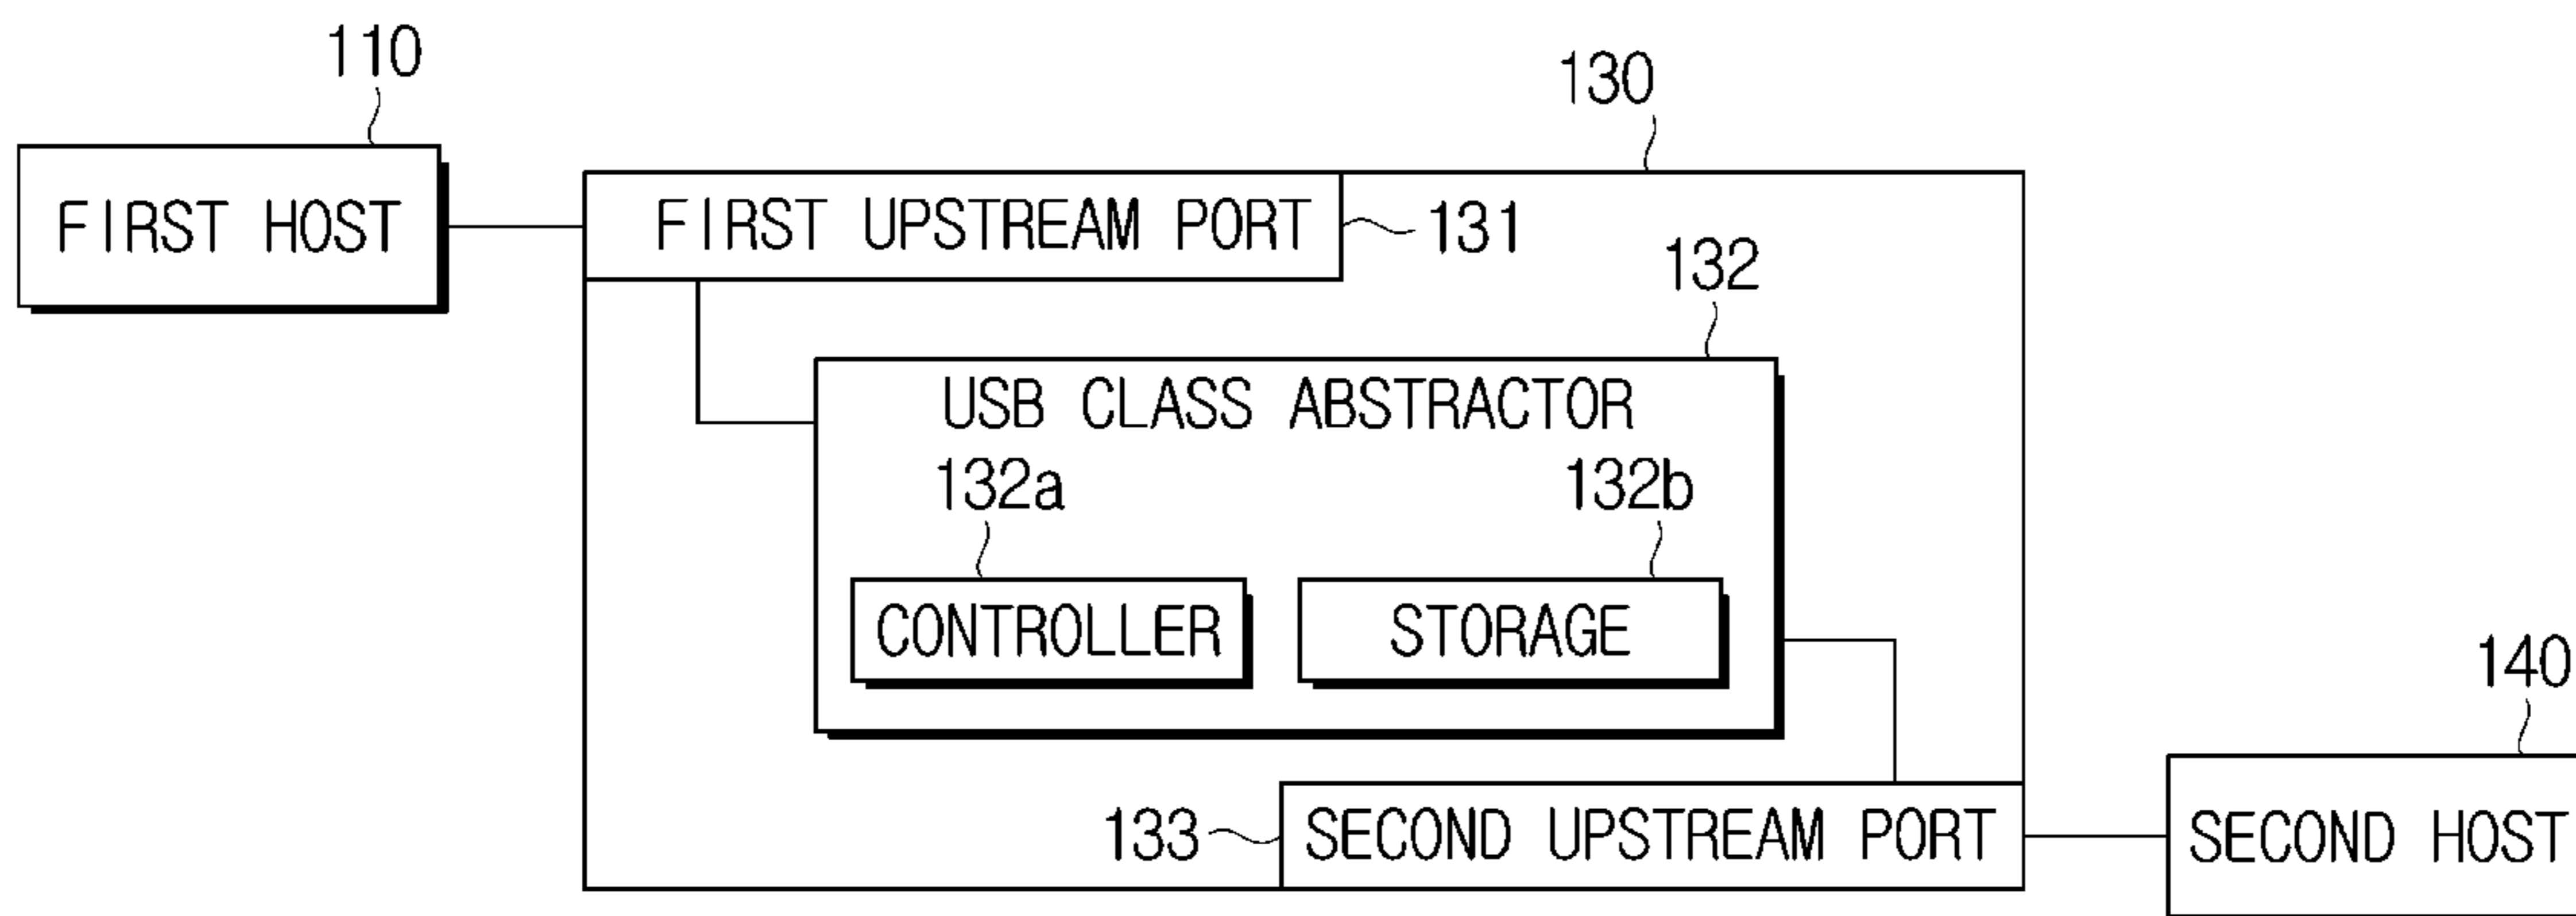 110
130
FIRST HOST
FIRST UPSTREAM PORT
131
132
USB CLASS ABSTRACTOR
132a
132b
CONTROLLER
STORAGE
140
133
SECOND UPSTREAM PORT
SECOND HOST